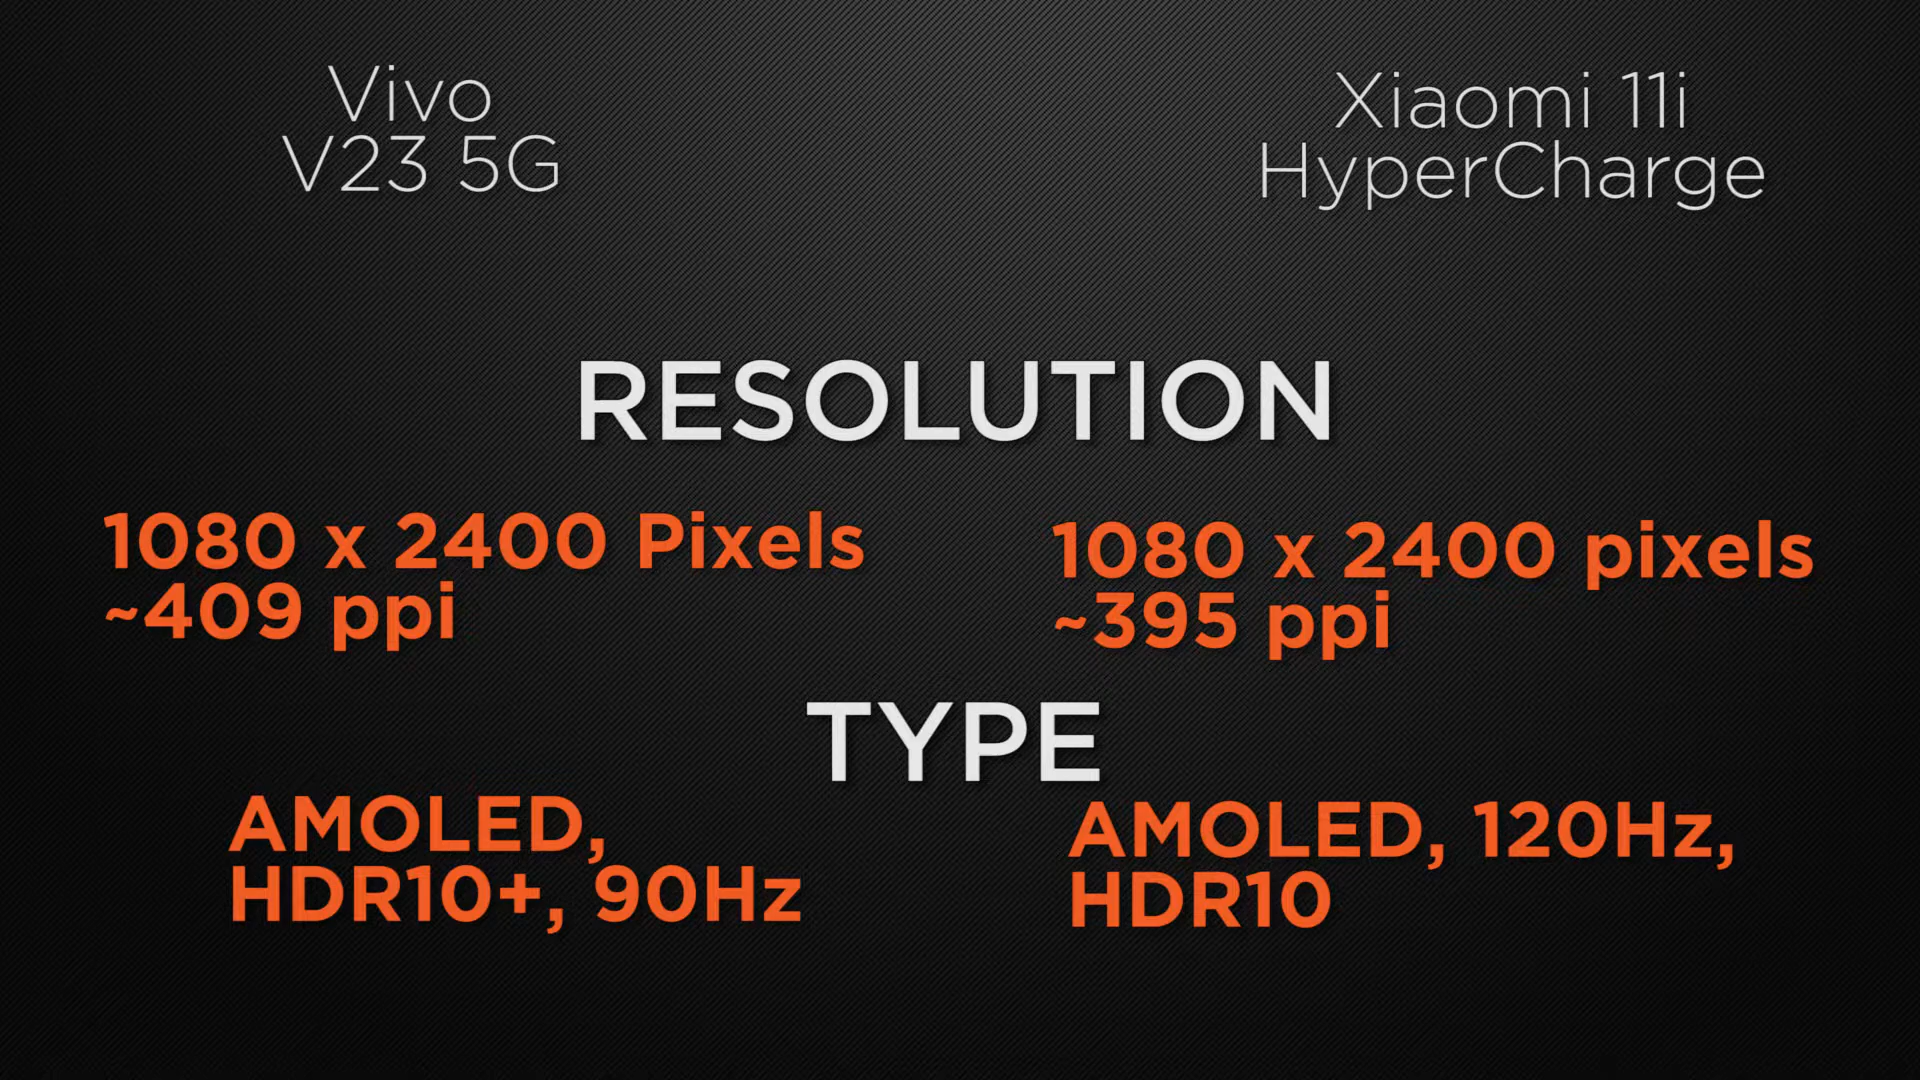 Vivo
V23 5G
Xiaomi 11i
HyperCharge
RESOLUTION
1080 x 2400 Pixels
~409 ppi
1080 x 2400 pixels
~395 ppi
TYPE
AMOLED,
HDR10+, 90Hz
AMOLED, 120Hz,
HDR10